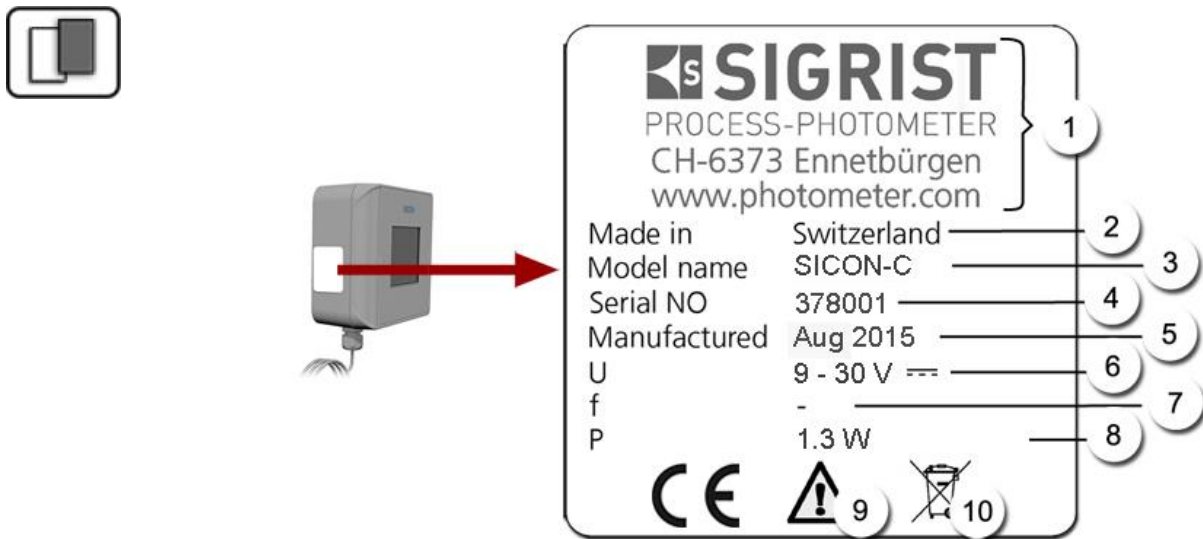 SIGRIST
PROCESS-PHOTOMETER
CH-6373 Ennetbürgen
www.photometer.com
1
Made in Switzerland 2
Model name SICON-C 3
Serial NO 378001 4
Manufactured Aug 2015 5
U 9 - 30 V 6
f - 7
P 1.3 W 8
CE 9 10